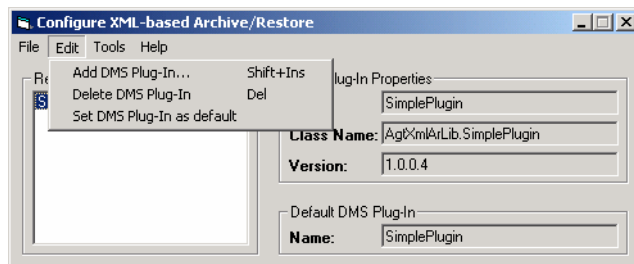 Configure XML-based Archive/Restore
File Edit Tools Help
Add DMS Plug-In... Shift+Ins
Delete DMS Plug-In Del
Set DMS Plug-In as default
Properties
SimplePlugin
Class Name: AgtXmlArLib.SimplePlugin
Version: 1.0.0.4
Default DMS Plug-In
Name: SimplePlugin